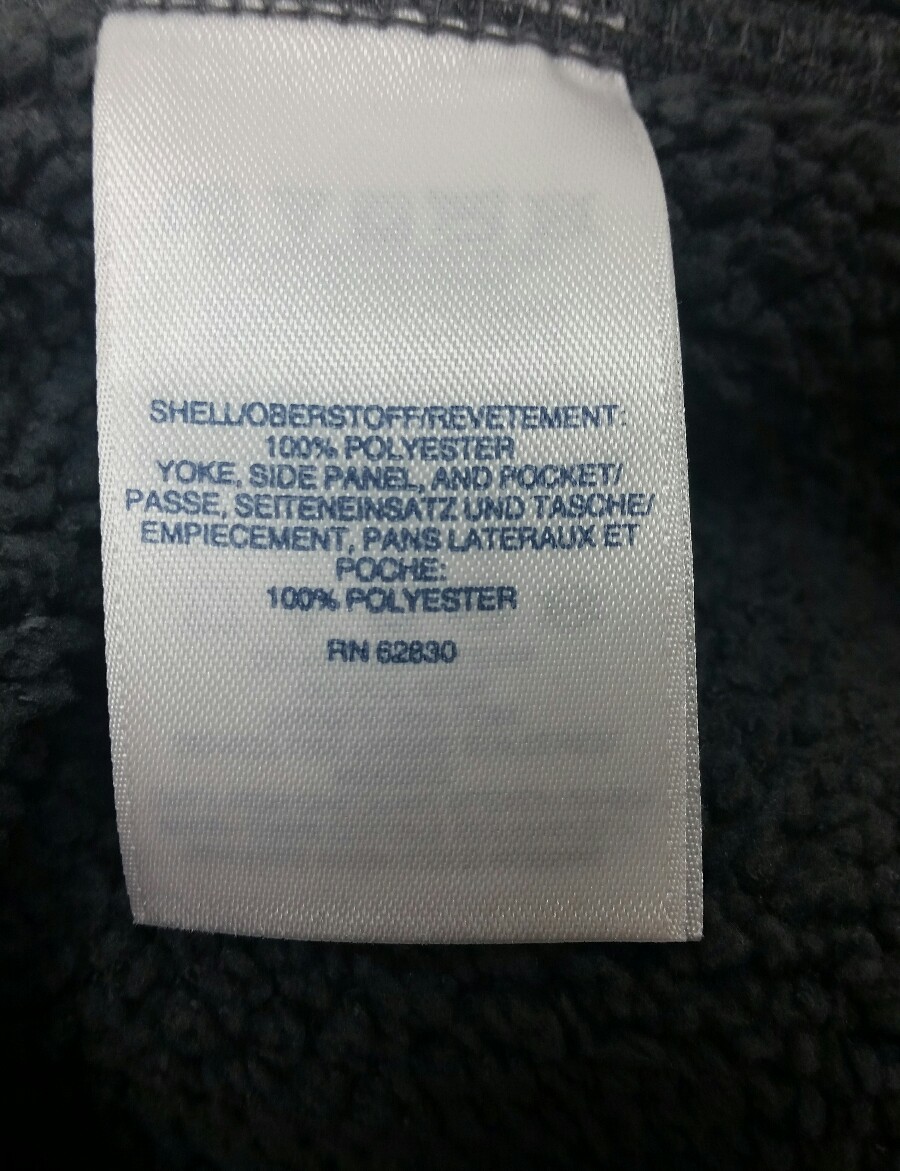 SHELL/OBERSTOFF/REVETEMENT:
100% POLYESTER
YOKE, SIDE PANEL, AND POCKET/
PASSE, SEITENEINSATZ UND TASCHE/
EMPIECEMENT, PANS LATERAUX ET
POCHE:
100% POLYESTER
RN 62830